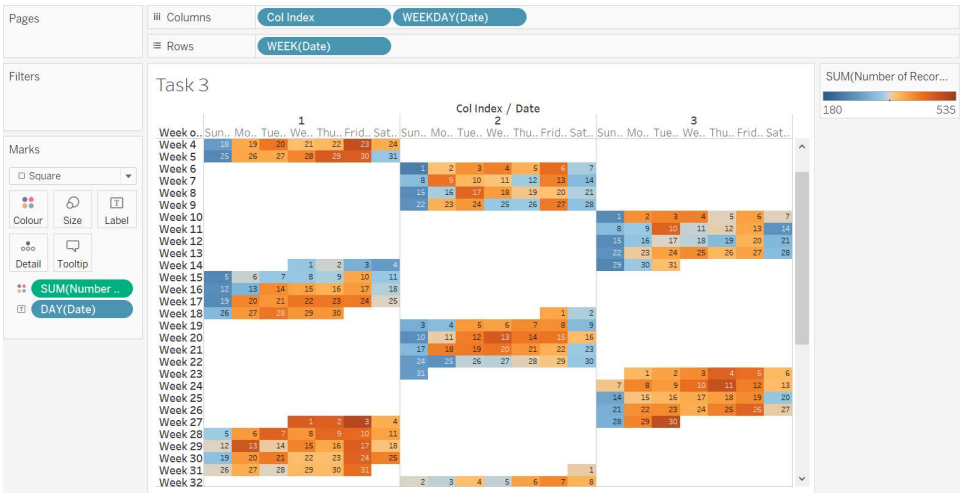 Pages
Columns Col Index WEEKDAY(Date)
Rows WEEK(Date)
Filters
Marks
Square
Colour Size Label
Detail Tooltip
SUM(Number ..
DAY(Date)
Task 3
Col Index / Date
1 2 3
Week o.. Sun.. Mo.. Tue.. We.. Thu.. Frid.. Sat.. Sun.. Mo.. Tue.. We.. Thu.. Frid.. Sat.. Sun.. Mo.. Tue.. We.. Thu.. Frid.. Sat..
Week 4 18 19 20 21 22 23 24
Week 5 25 26 27 28 29 30 31
Week 6 1 2 3 4 5 6 7
Week 7 8 9 10 11 12 13 14
Week 8 15 16 17 18 19 20 21
Week 9 22 23 24 25 26 27 28
Week 10 1 2 3 4 5 6 7
Week 11 8 9 10 11 12 13 14
Week 12 15 16 17 18 19 20 21
Week 13 22 23 24 25 26 27 28
Week 14 1 2 3 4 29 30 31
Week 15 5 6 7 8 9 10 11
Week 16 12 13 14 15 16 17 18
Week 17 19 20 21 22 23 24 25
Week 18 26 27 28 29 30 1 2
Week 19 3 4 5 6 7 8 9
Week 20 10 11 12 13 14 15 16
Week 21 17 18 19 20 21 22 23
Week 22 24 25 26 27 28 29 30
Week 23 31 1 2 3 4 5 6
Week 24 7 8 9 10 11 12 13
Week 25 14 15 16 17 18 19 20
Week 26 21 22 23 24 25 26 27
Week 27 1 2 3 4 28 29 30
Week 28 5 6 7 8 9 10 11
Week 29 12 13 14 15 16 17 18
Week 30 19 20 21 22 23 24 25
Week 31 26 27 28 29 30 31 1
Week 32 2 3 4 5 6 7 8
SUM(Number of Recor...
180 535